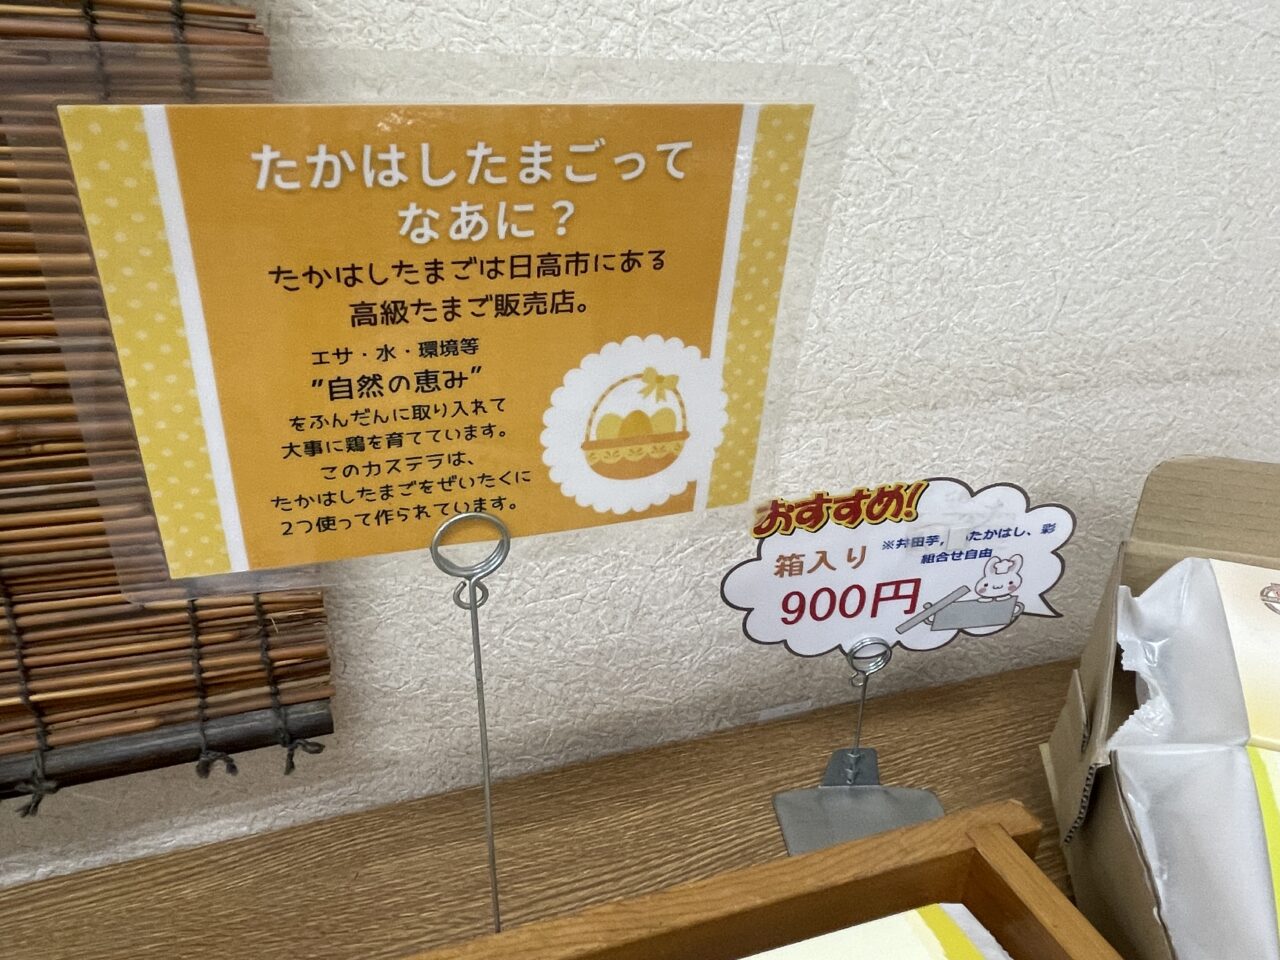 たかはしたまごって
なあに？
たかはしたまごは日高市にある
高級たまご販売店。
エサ・水・環境等
”自然の恵み”
をふんだんに取り入れて
大事に鶏を育てています。
このカステラは、
たかはしたまごをぜいたくに
2つ使って作られています。
おすすめ!
箱入り
900円
※井田芋, たかはし、彩
組合せ自由